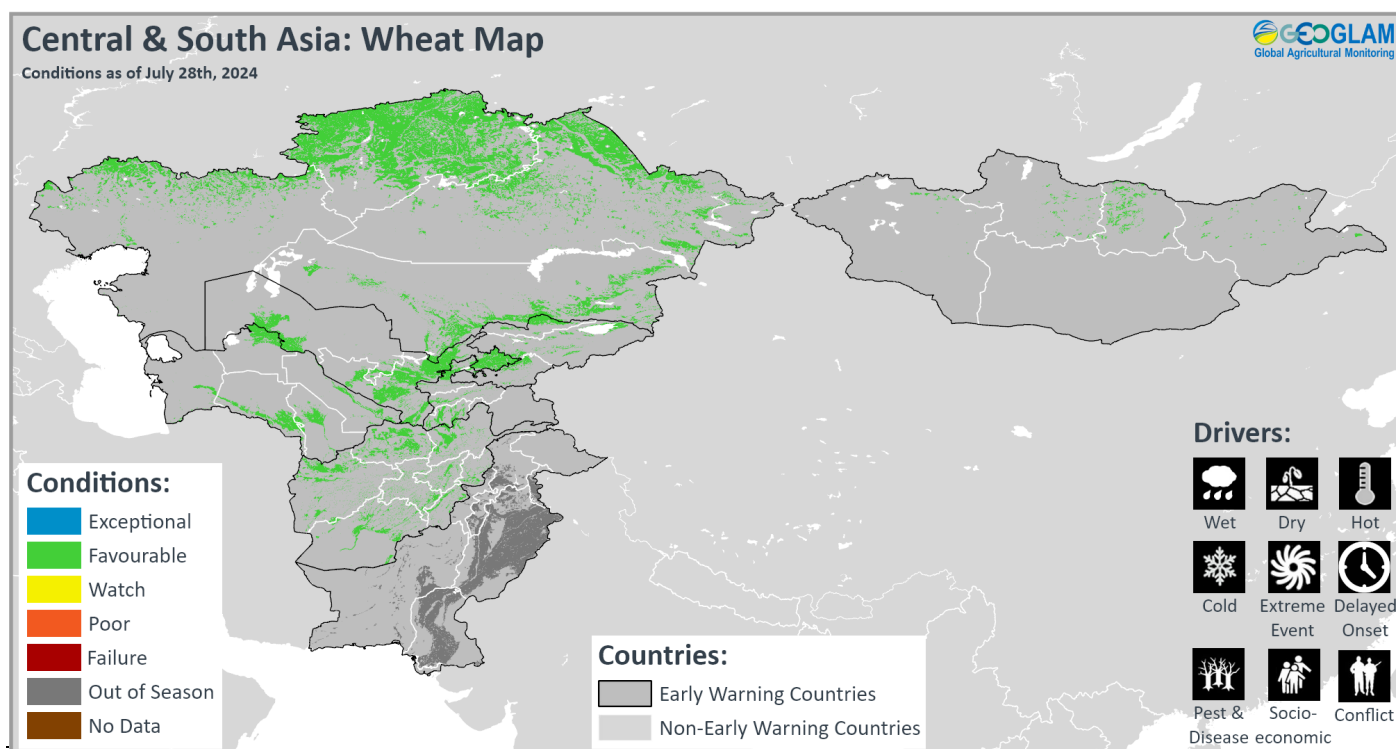 Central & South Asia: Wheat Map
Conditions as of July 28th, 2024
GEOGLAM
Global Agricultural Monitoring
Conditions:
Exceptional
Favourable
Watch
Poor
Failure
Out of Season
No Data
Countries:
Early Warning Countries
Non-Early Warning Countries
Drivers:
Wet
Dry
Hot
Cold
Extreme
Event
Delayed
Onset
Pest &
Disease
Socio-
economic
Conflict